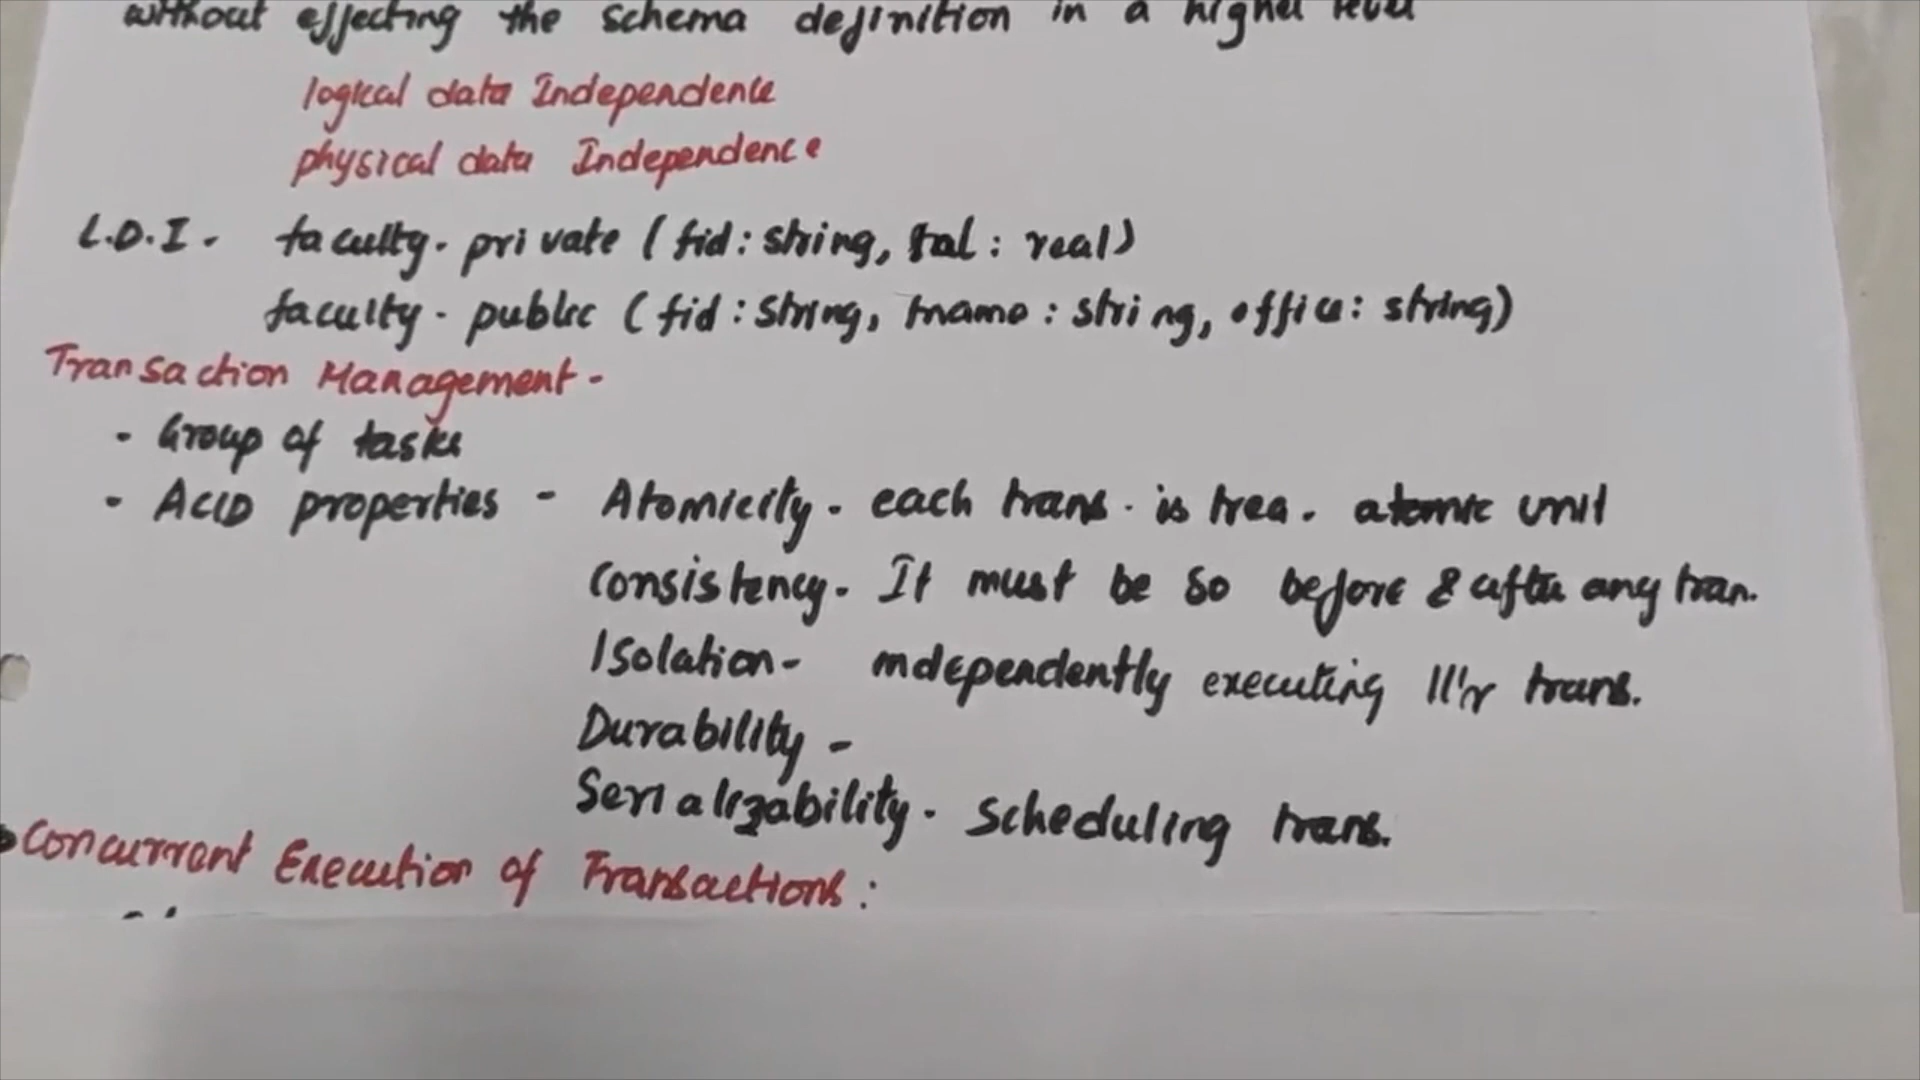 without effecting the schema definition in a higher level
logical data Independence
physical data Independence
L.D.I. faculty. private (fid: string, sal: real)
faculty. public (fid: string, fname: string, office: string)
Transaction Management -
- Group of tasks
- ACID properties - Atomicity. each trans. is trea. atomic unit
Consistency. It must be so before & after any tran.
Isolation- independently executing ll'r trans.
Durability -
Serializability. scheduling trans.
Concurrent Execution of Transactions: